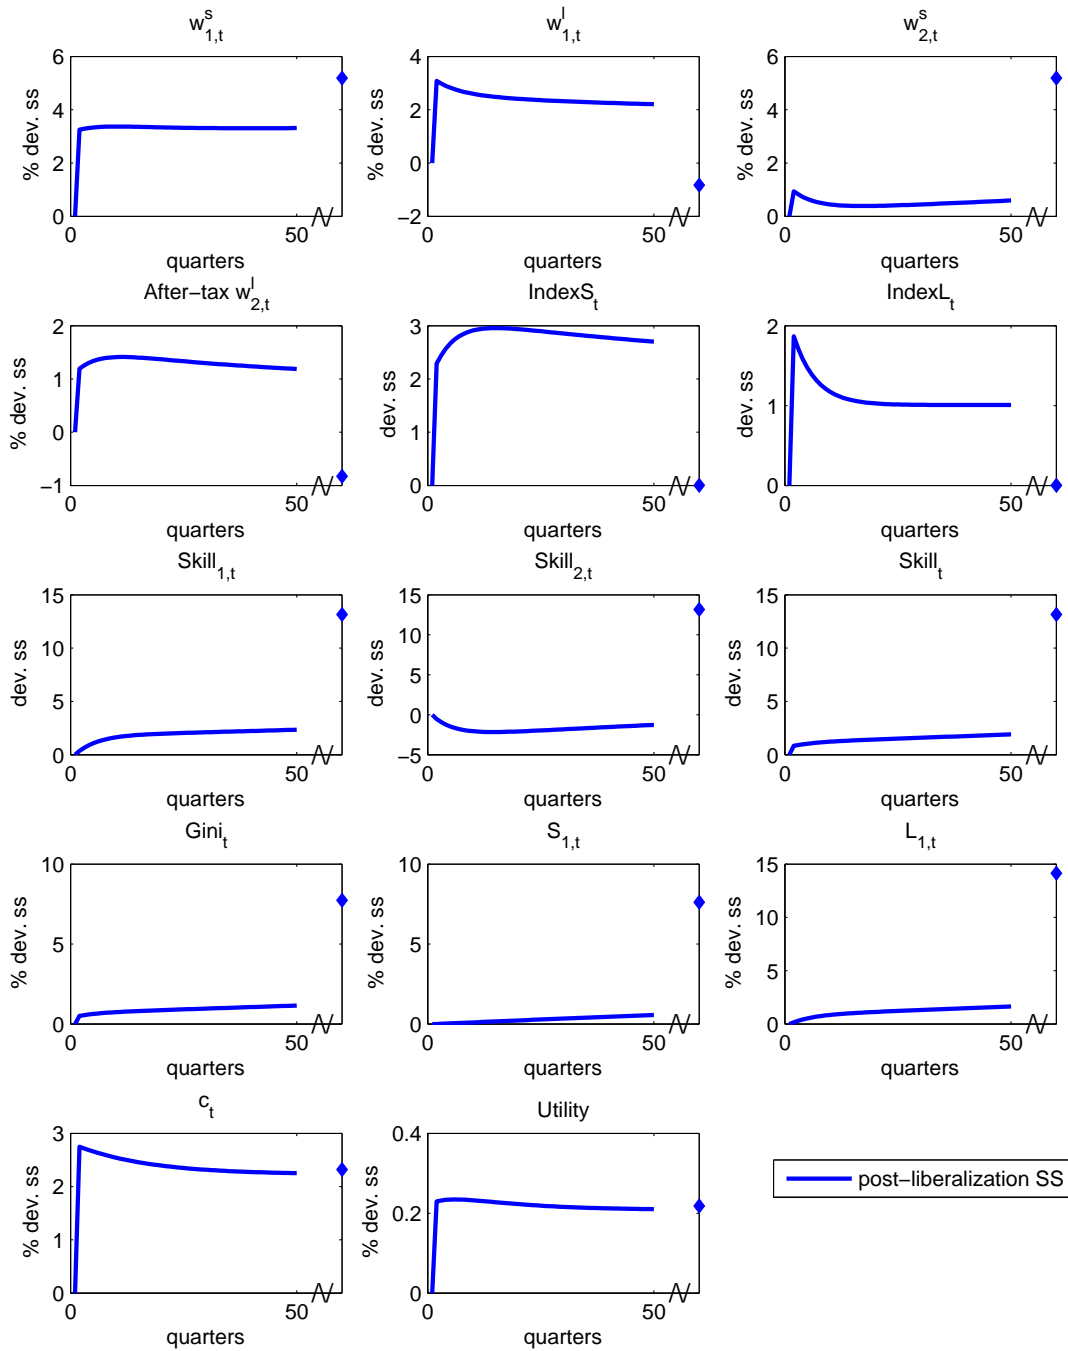 w^s_{1,t}
w^l_{1,t}
w^s_{2,t}
% dev. ss
6
4
2
0
0
50
quarters
% dev. ss
4
2
0
−2
0
50
quarters
% dev. ss
6
4
2
0
0
50
quarters
After−tax w^l_{2,t}
IndexS_t
IndexL_t
% dev. ss
2
1
0
−1
0
50
quarters
dev. ss
3
2
1
0
0
50
quarters
dev. ss
2
1
0
0
50
quarters
Skill_{1,t}
Skill_{2,t}
Skill_t
dev. ss
15
10
5
0
0
50
quarters
dev. ss
15
10
5
0
−5
0
50
quarters
dev. ss
15
10
5
0
0
50
quarters
Gini_t
S_{1,t}
L_{1,t}
% dev. ss
10
5
0
0
50
quarters
% dev. ss
10
5
0
0
50
quarters
% dev. ss
15
10
5
0
0
50
quarters
c_t
Utility
% dev. ss
3
2
1
0
0
50
quarters
% dev. ss
0.4
0.2
0
0
50
quarters
post−liberalization SS